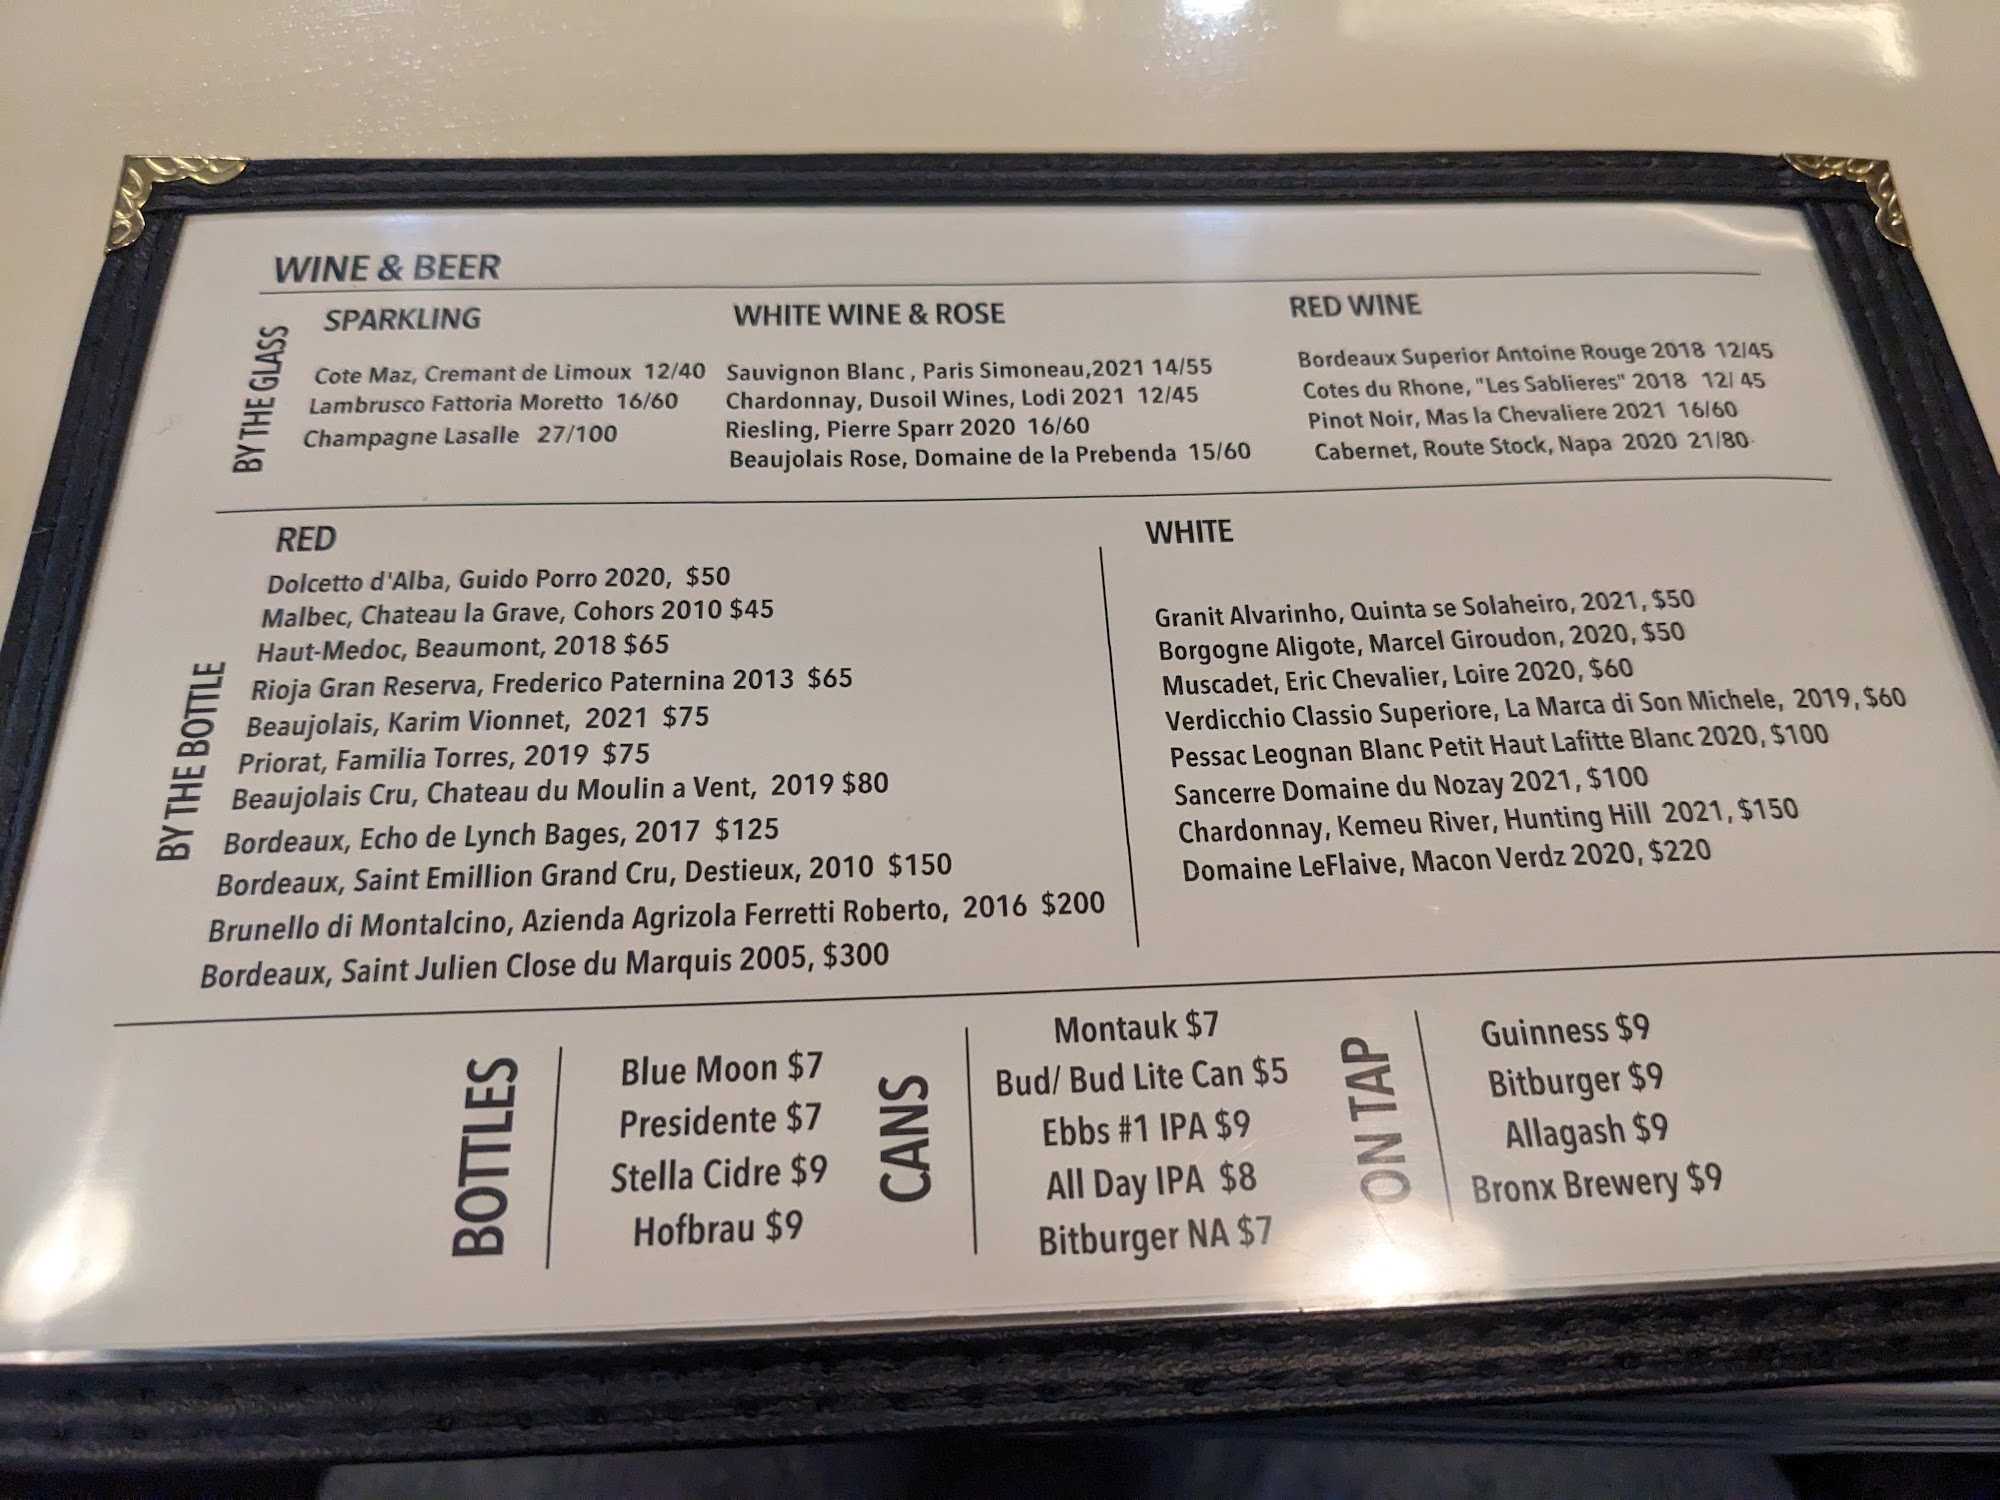 WINE & BEER
BY THE GLASS
SPARKLING
Cote Maz, Cremant de Limoux 12/40
Lambrusco Fattoria Moretto 16/60
Champagne Lasalle 27/100
WHITE WINE & ROSE
Sauvignon Blanc , Paris Simoneau,2021 14/55
Chardonnay, Dusoil Wines, Lodi 2021 12/45
Riesling, Pierre Sparr 2020 16/60
Beaujolais Rose, Domaine de la Prebenda 15/60
RED WINE
Bordeaux Superior Antoine Rouge 2018 12/45
Cotes du Rhone, "Les Sablieres" 2018 12/ 45
Pinot Noir, Mas la Chevaliere 2021 16/60
Cabernet, Route Stock, Napa 2020 21/80
BY THE BOTTLE
RED
Dolcetto d'Alba, Guido Porro 2020, $50
Malbec, Chateau la Grave, Cohors 2010 $45
Haut-Medoc, Beaumont, 2018 $65
Rioja Gran Reserva, Frederico Paternina 2013 $65
Beaujolais, Karim Vionnet, 2021 $75
Priorat, Familia Torres, 2019 $75
Beaujolais Cru, Chateau du Moulin a Vent, 2019 $80
Bordeaux, Echo de Lynch Bages, 2017 $125
Bordeaux, Saint Emillion Grand Cru, Destieux, 2010 $150
Brunello di Montalcino, Azienda Agrizola Ferretti Roberto, 2016 $200
Bordeaux, Saint Julien Close du Marquis 2005, $300
WHITE
Granit Alvarinho, Quinta se Solaheiro, 2021, $50
Borgogne Aligote, Marcel Giroudon, 2020, $50
Muscadet, Eric Chevalier, Loire 2020, $60
Verdicchio Classio Superiore, La Marca di Son Michele, 2019, $60
Pessac Leognan Blanc Petit Haut Lafitte Blanc 2020, $100
Sancerre Domaine du Nozay 2021, $100
Chardonnay, Kemeu River, Hunting Hill 2021, $150
Domaine LeFlaive, Macon Verdz 2020, $220
BOTTLES
Blue Moon $7
Presidente $7
Stella Cidre $9
Hofbrau $9
CANS
Montauk $7
Bud/ Bud Lite Can $5
Ebbs #1 IPA $9
All Day IPA $8
Bitburger NA $7
ON TAP
Guinness $9
Bitburger $9
Allagash $9
Bronx Brewery $9